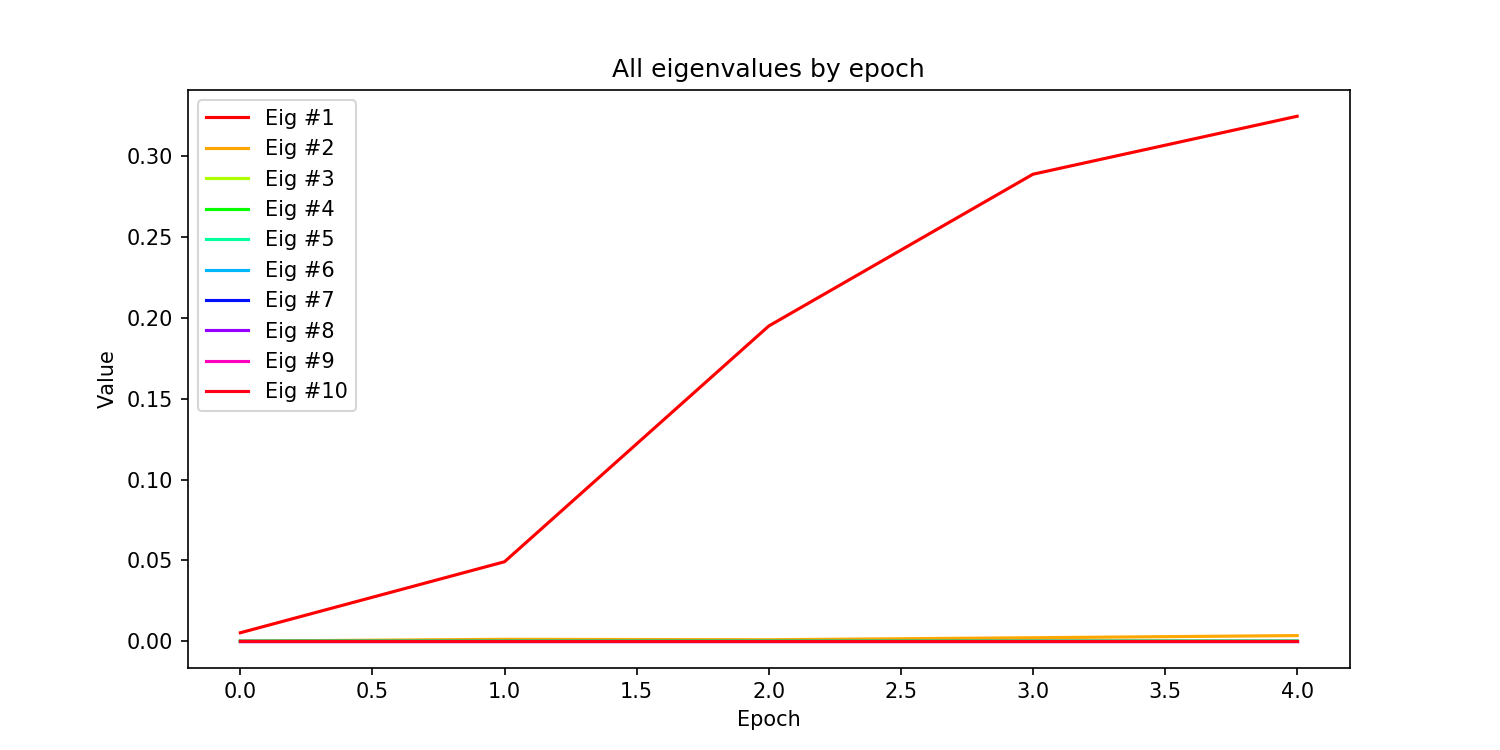 All eigenvalues by epoch
Eig #1
Eig #2
Eig #3
Eig #4
Eig #5
Eig #6
Eig #7
Eig #8
Eig #9
Eig #10
0.30
0.25
0.20
0.15
0.10
0.05
0.00
Value
0.0 0.5 1.0 1.5 2.0 2.5 3.0 3.5 4.0
Epoch